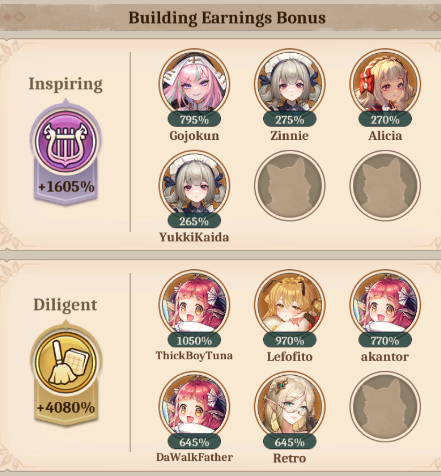 Building Earnings Bonus
Inspiring
+1605%
795% 275% 270%
Gojokun Zinnie Alicia
265%
YukkiKaida
Diligent
+4080%
1050% 970% 770%
ThickBoyTuna Lefofito akantor
645% 645%
DaWalkFather Retro